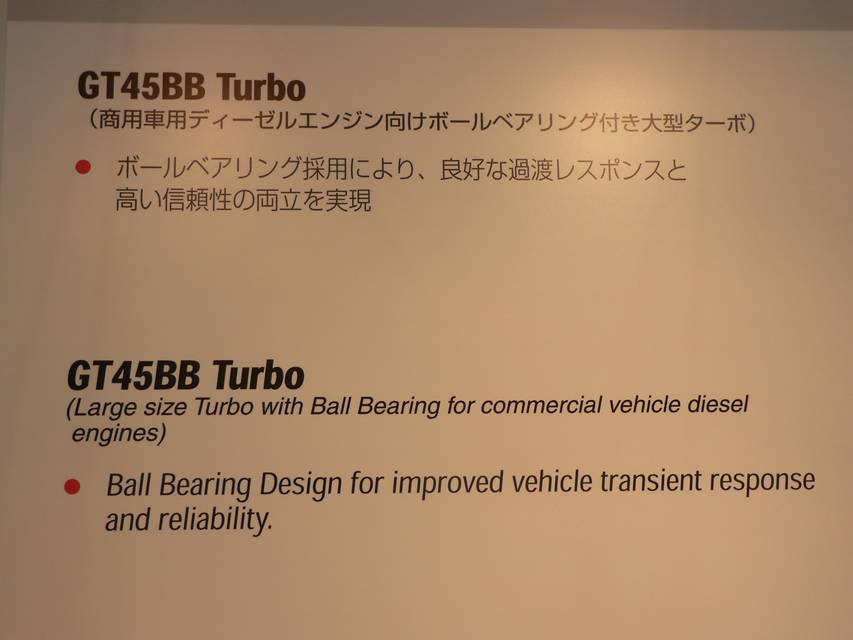 GT45BB Turbo
（商用車用ディーゼルエンジン向けボールベアリング付き大型ターボ）
● ボールベアリング採用により、良好な過渡レスポンスと
高い信頼性の両立を実現
GT45BB Turbo
(Large size Turbo with Ball Bearing for commercial vehicle diesel
engines)
● Ball Bearing Design for improved vehicle transient response
and reliability.